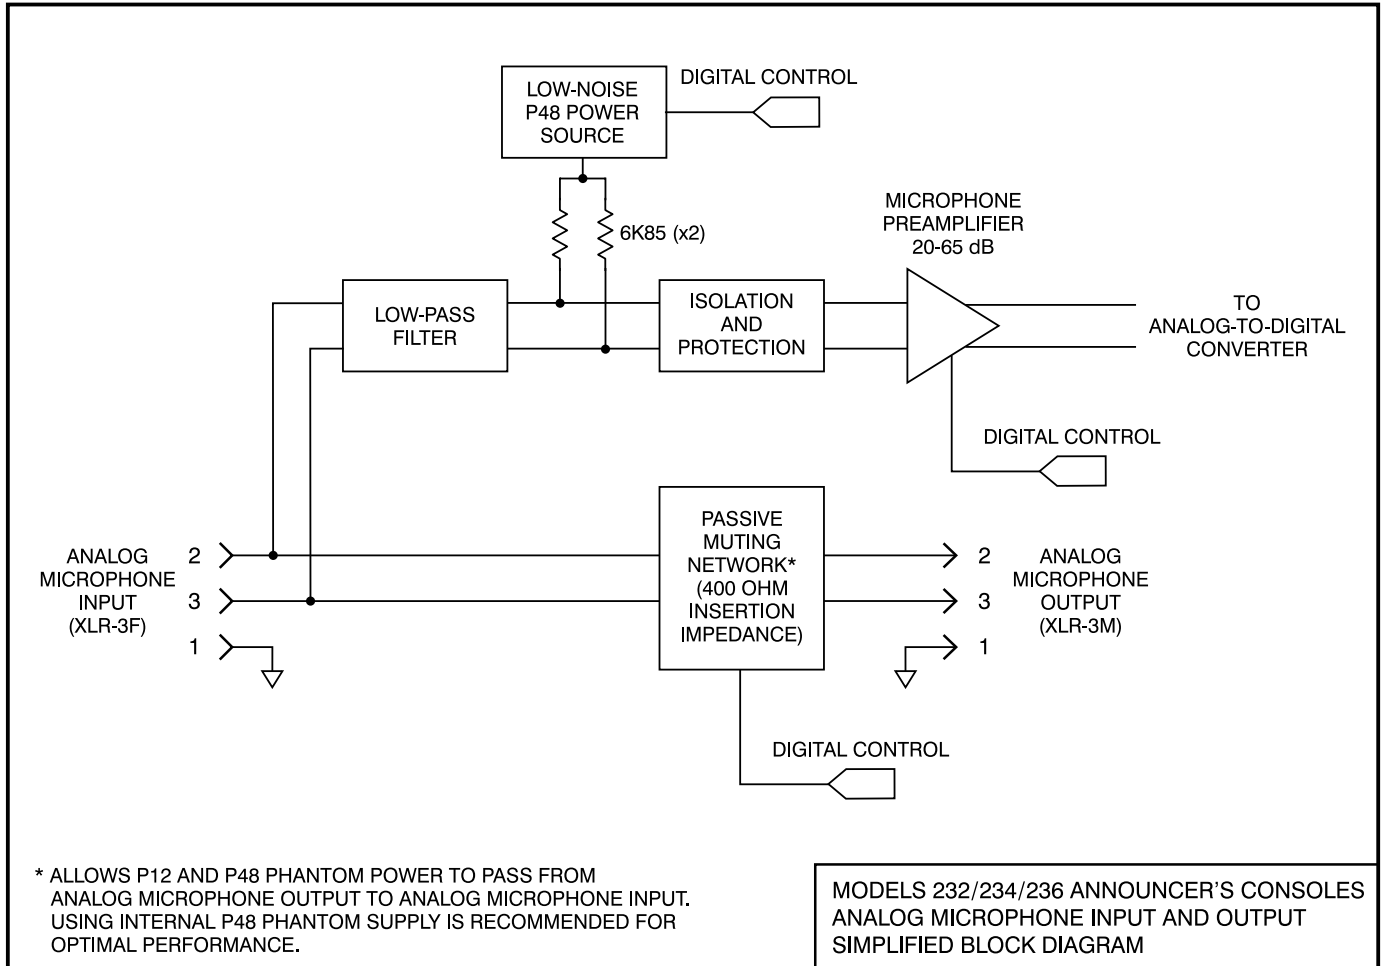 LOW-NOISE
P48 POWER
SOURCE
DIGITAL CONTROL
6K85 (x2)
MICROPHONE
PREAMPLIFIER
20-65 dB
LOW-PASS
FILTER
ISOLATION
AND
PROTECTION
TO
ANALOG-TO-DIGITAL
CONVERTER
DIGITAL CONTROL
ANALOG
MICROPHONE
INPUT
(XLR-3F)
2
3
1
PASSIVE
MUTING
NETWORK*
(400 OHM
INSERTION
IMPEDANCE)
2
3
1
ANALOG
MICROPHONE
OUTPUT
(XLR-3M)
DIGITAL CONTROL
* ALLOWS P12 AND P48 PHANTOM POWER TO PASS FROM
ANALOG MICROPHONE OUTPUT TO ANALOG MICROPHONE INPUT.
USING INTERNAL P48 PHANTOM SUPPLY IS RECOMMENDED FOR
OPTIMAL PERFORMANCE.
MODELS 232/234/236 ANNOUNCER'S CONSOLES
ANALOG MICROPHONE INPUT AND OUTPUT
SIMPLIFIED BLOCK DIAGRAM